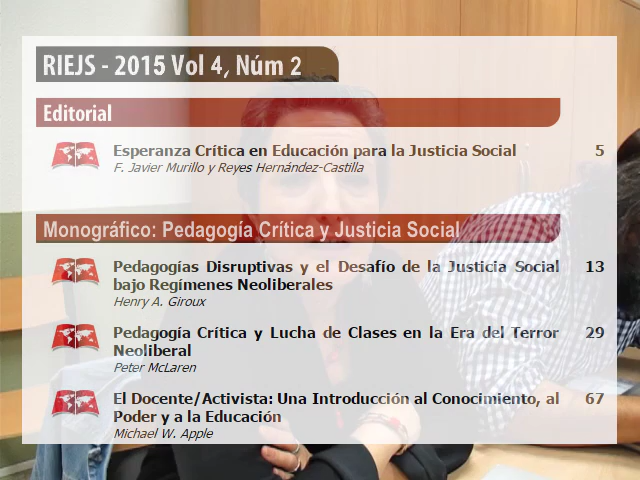 RIEJS - 2015 Vol 4, Núm 2
Editorial
Esperanza Crítica en Educación para la Justicia Social 5
F. Javier Murillo y Reyes Hernández-Castilla
Monográfico: Pedagogía Crítica y Justicia Social
Pedagogías Disruptivas y el Desafío de la Justicia Social 13
bajo Regímenes Neoliberales
Henry A. Giroux
Pedagogía Crítica y Lucha de Clases en la Era del Terror 29
Neoliberal
Peter McLaren
El Docente/Activista: Una Introducción al Conocimiento, al 67
Poder y a la Educación
Michael W. Apple